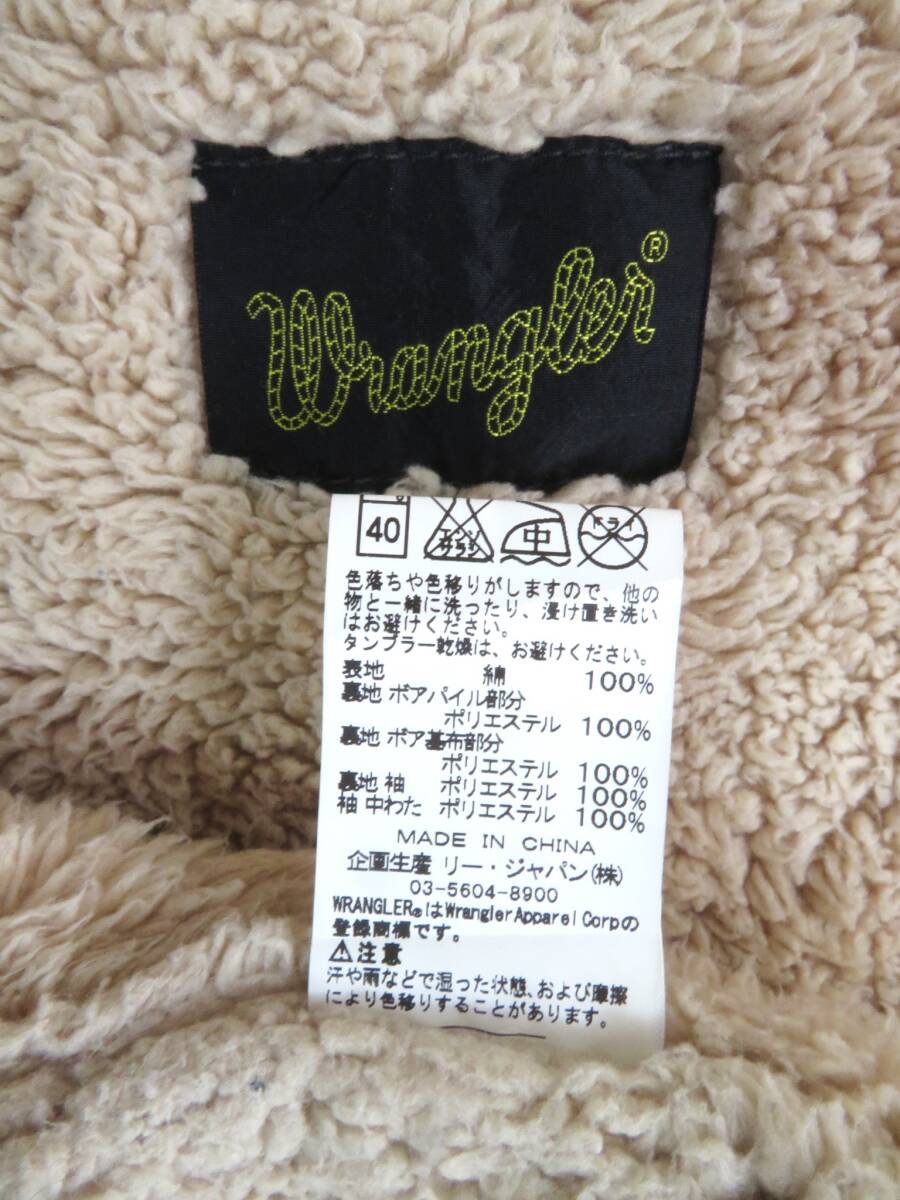 Wrangler®
40 エンソサラシ 中 ドライ
色落ちや色移りがしますので、他の
物と一緒に洗ったり、浸け置き洗い
はお避けください。
タンブラー乾燥は、お避けください。
表地 綿 100%
裏地 ボアパイル部分
ポリエステル 100%
裏地 ボア基布部分
ポリエステル 100%
裏地 袖 ポリエステル 100%
袖 中わた ポリエステル 100%
MADE IN CHINA
企画生産 リー・ジャパン(株)
03-5604-8900
WRANGLER®はWrangler Apparel Corpの
登録商標です。
⚠注意
汗や雨などで湿った状態、および摩擦
により色移りすることがあります。